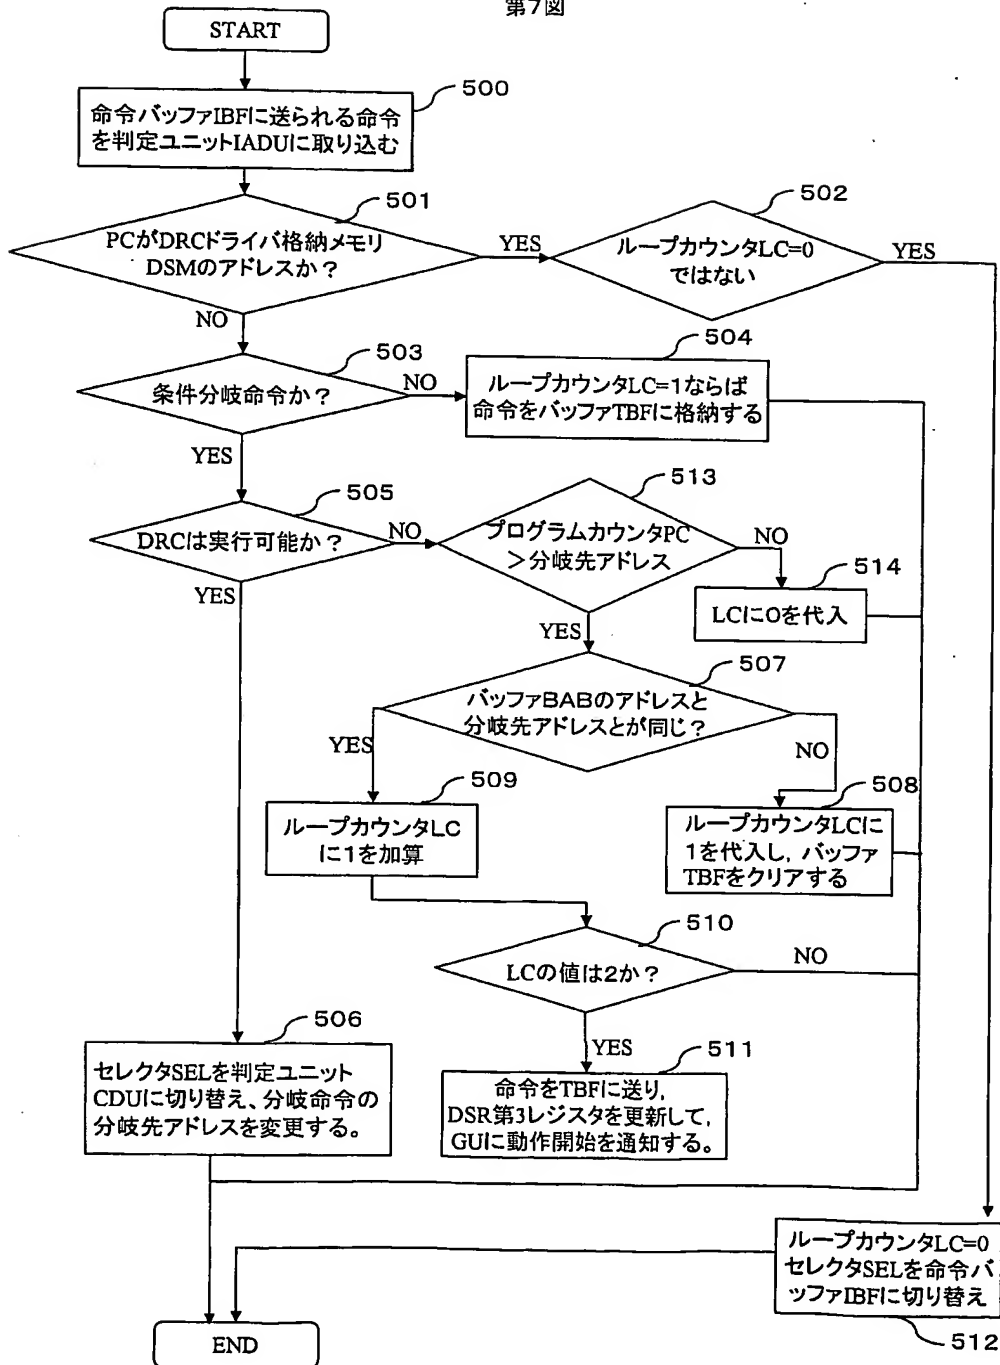 第7図
START
500
命令バッファIBFに送られる命令
を判定ユニットIADUに取り込む
501
PCがDRCドライバ格納メモリ
DSMのアドレスか？
YES
502
ループカウンタLC=0
ではない
YES
NO
503
条件分岐命令か？
NO
504
ループカウンタLC=1ならば
命令をバッファTBFに格納する
YES
505
DRCは実行可能か？
NO
513
プログラムカウンタPC
＞分岐先アドレス
NO
514
LCに0を代入
YES
YES
507
バッファBABのアドレスと
分岐先アドレスとが同じ？
YES
NO
509
ループカウンタLC
に1を加算
508
ループカウンタLCに
1を代入し，バッファ
TBFをクリアする
510
LCの値は2か？
NO
YES
506
セレクタSELを判定ユニット
CDUに切り替え、分岐命令の
分岐先アドレスを変更する。
511
命令をTBFに送り，
DSR第3レジスタを更新して，
GUに動作開始を通知する。
ループカウンタLC=0
セレクタSELを命令バ
ッファIBFに切り替え
512
END